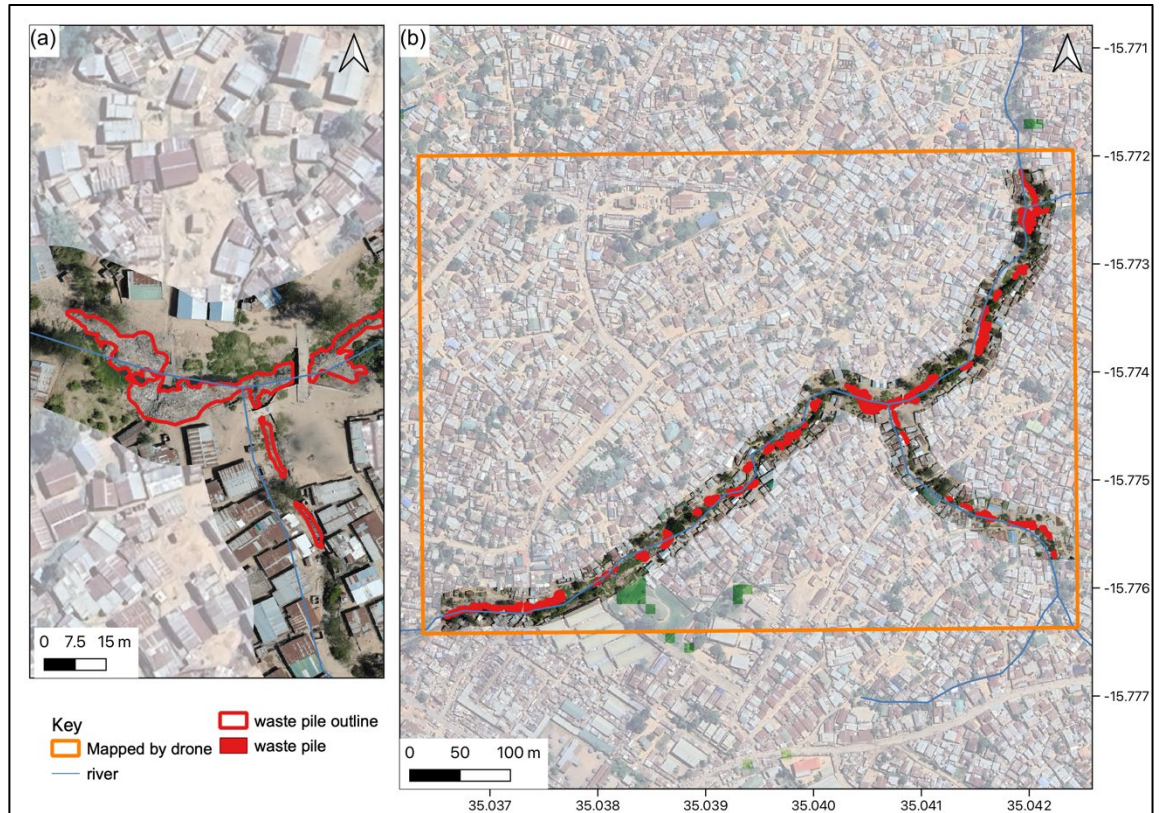 (a)
(b)
-15.771
-15.772
-15.773
-15.774
-15.775
-15.776
-15.777
0 7.5 15 m
0 50 100 m
35.037 35.038 35.039 35.040 35.041 35.042
Key
Mapped by drone
river
waste pile outline
waste pile